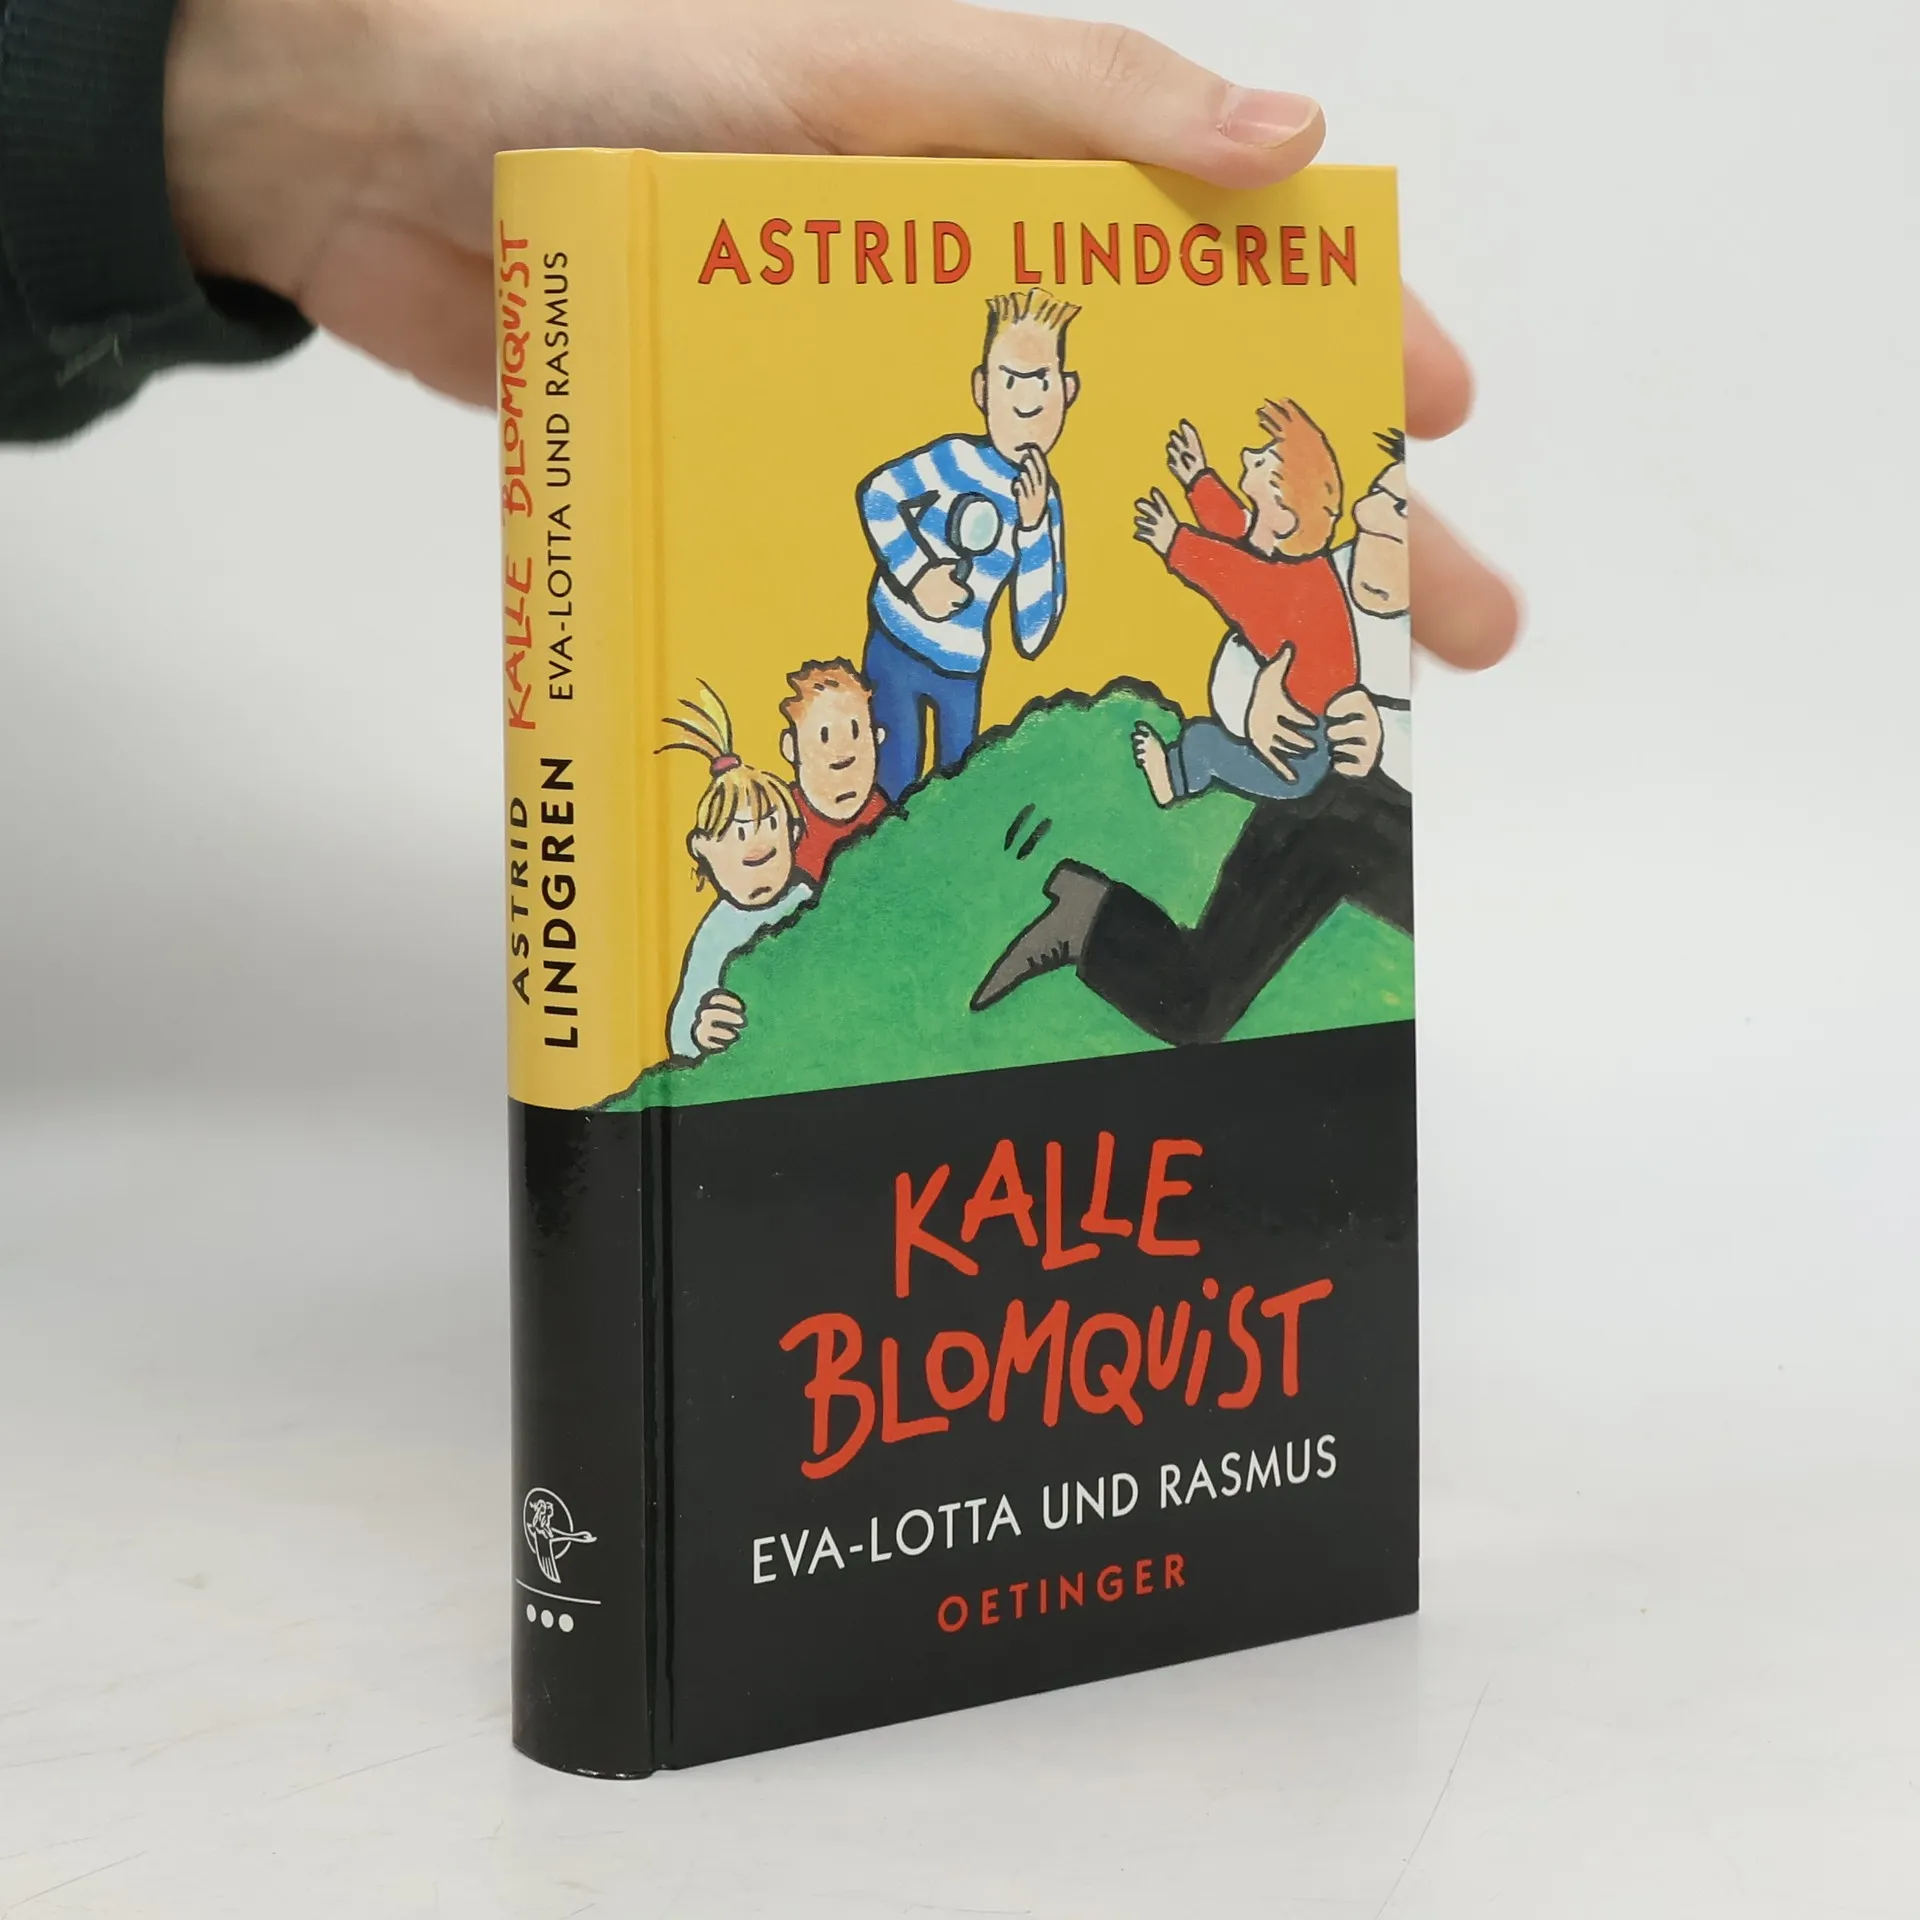 ASTRID LINDGREN
KALLE
BLOMQUiST
EVA-LOTTA UND RASMUS
OETINGER
ASTRID
LINDGREN
KALLE BLOMQUiST
EVA-LOTTA UND RASMUS